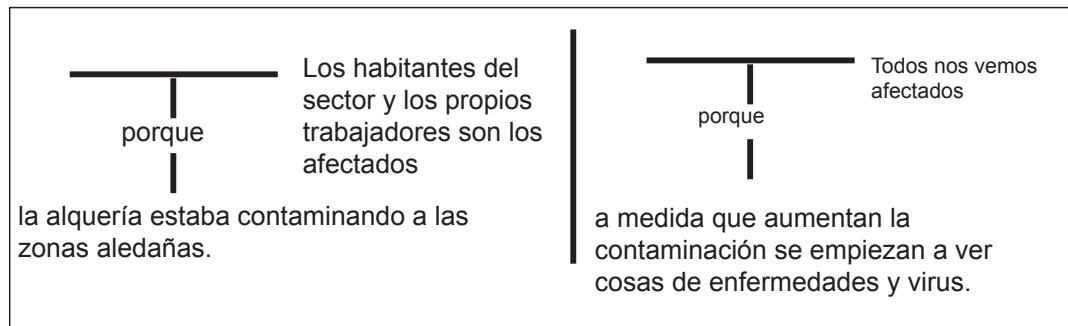 Los habitantes del
sector y los propios
trabajadores son los
afectados
porque
la alquería estaba contaminando a las
zonas aledañas.
Todos nos vemos
afectados
porque
a medida que aumentan la
contaminación se empiezan a ver
cosas de enfermedades y virus.